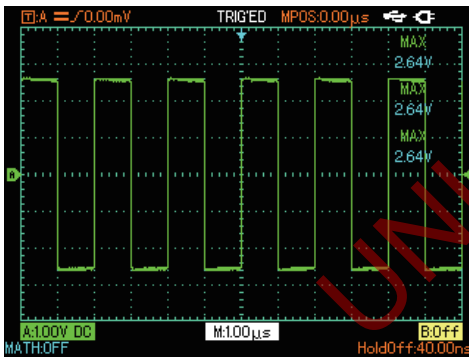 T:A 0.00mV TRIG'ED MPOS:0.00µs
MAX
2.64V
MAX
2.64V
MAX
2.64V
A
UNI
A:1.00V DC M:1.00µs B:Off
MATH:OFF HoldOff:40.00ns